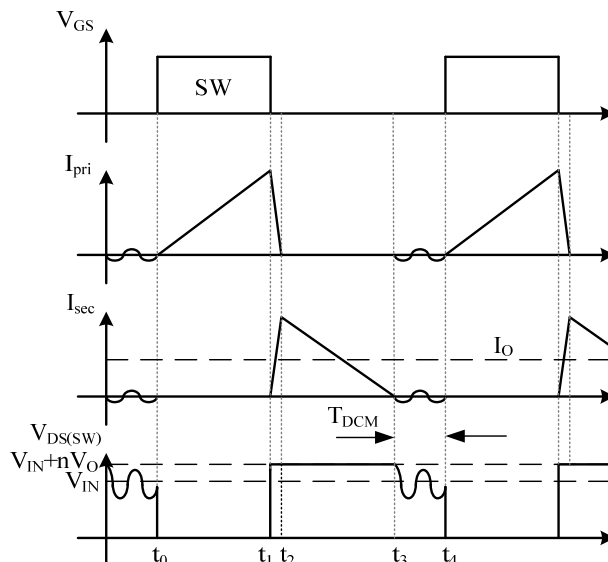 V_GS
SW
I_pri
I_sec
I_O
T_DCM
V_DS(SW)
V_IN+nV_O
V_IN
t_0 t_1 t_2 t_3 t_4